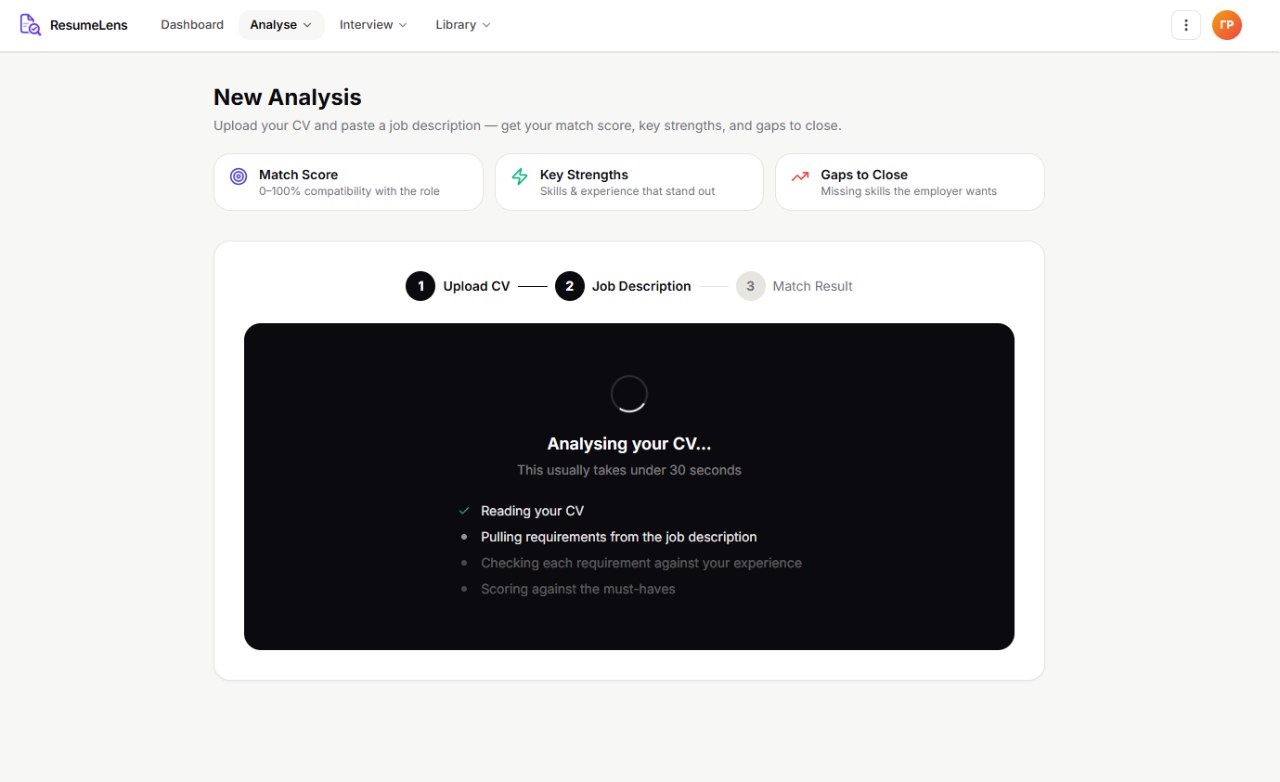 ResumeLens
Dashboard
Analyse
Interview
Library
ГР
New Analysis
Upload your CV and paste a job description — get your match score, key strengths, and gaps to close.
Match Score
0–100% compatibility with the role
Key Strengths
Skills & experience that stand out
Gaps to Close
Missing skills the employer wants
1 Upload CV
2 Job Description
3 Match Result
Analysing your CV...
This usually takes under 30 seconds
Reading your CV
Pulling requirements from the job description
Checking each requirement against your experience
Scoring against the must-haves